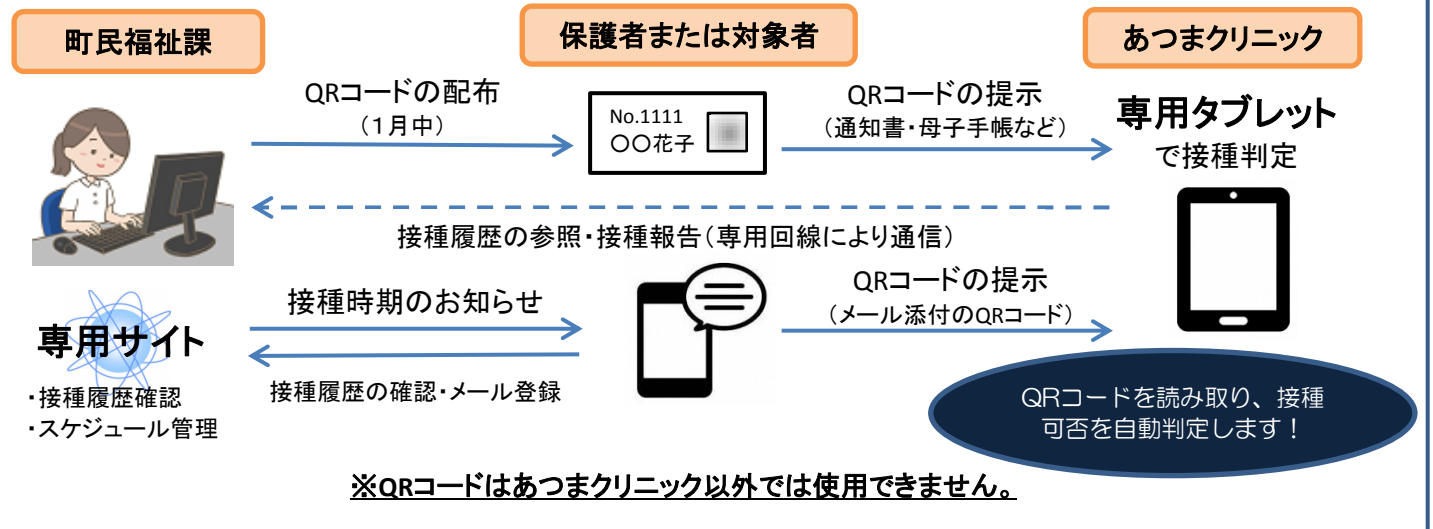 町民福祉課
保護者または対象者
あつまクリニック
QRコードの配布
（１月中）
No.1111
〇〇花子
QRコードの提示
（通知書・母子手帳など）
専用タブレット
で接種判定
接種履歴の参照・接種報告（専用回線により通信）
接種時期のお知らせ
QRコードの提示
（メール添付のQRコード）
専用サイト
接種履歴の確認・メール登録
・接種履歴確認
・スケジュール管理
QRコードを読み取り、接種
可否を自動判定します！
※QRコードはあつまクリニック以外では使用できません。